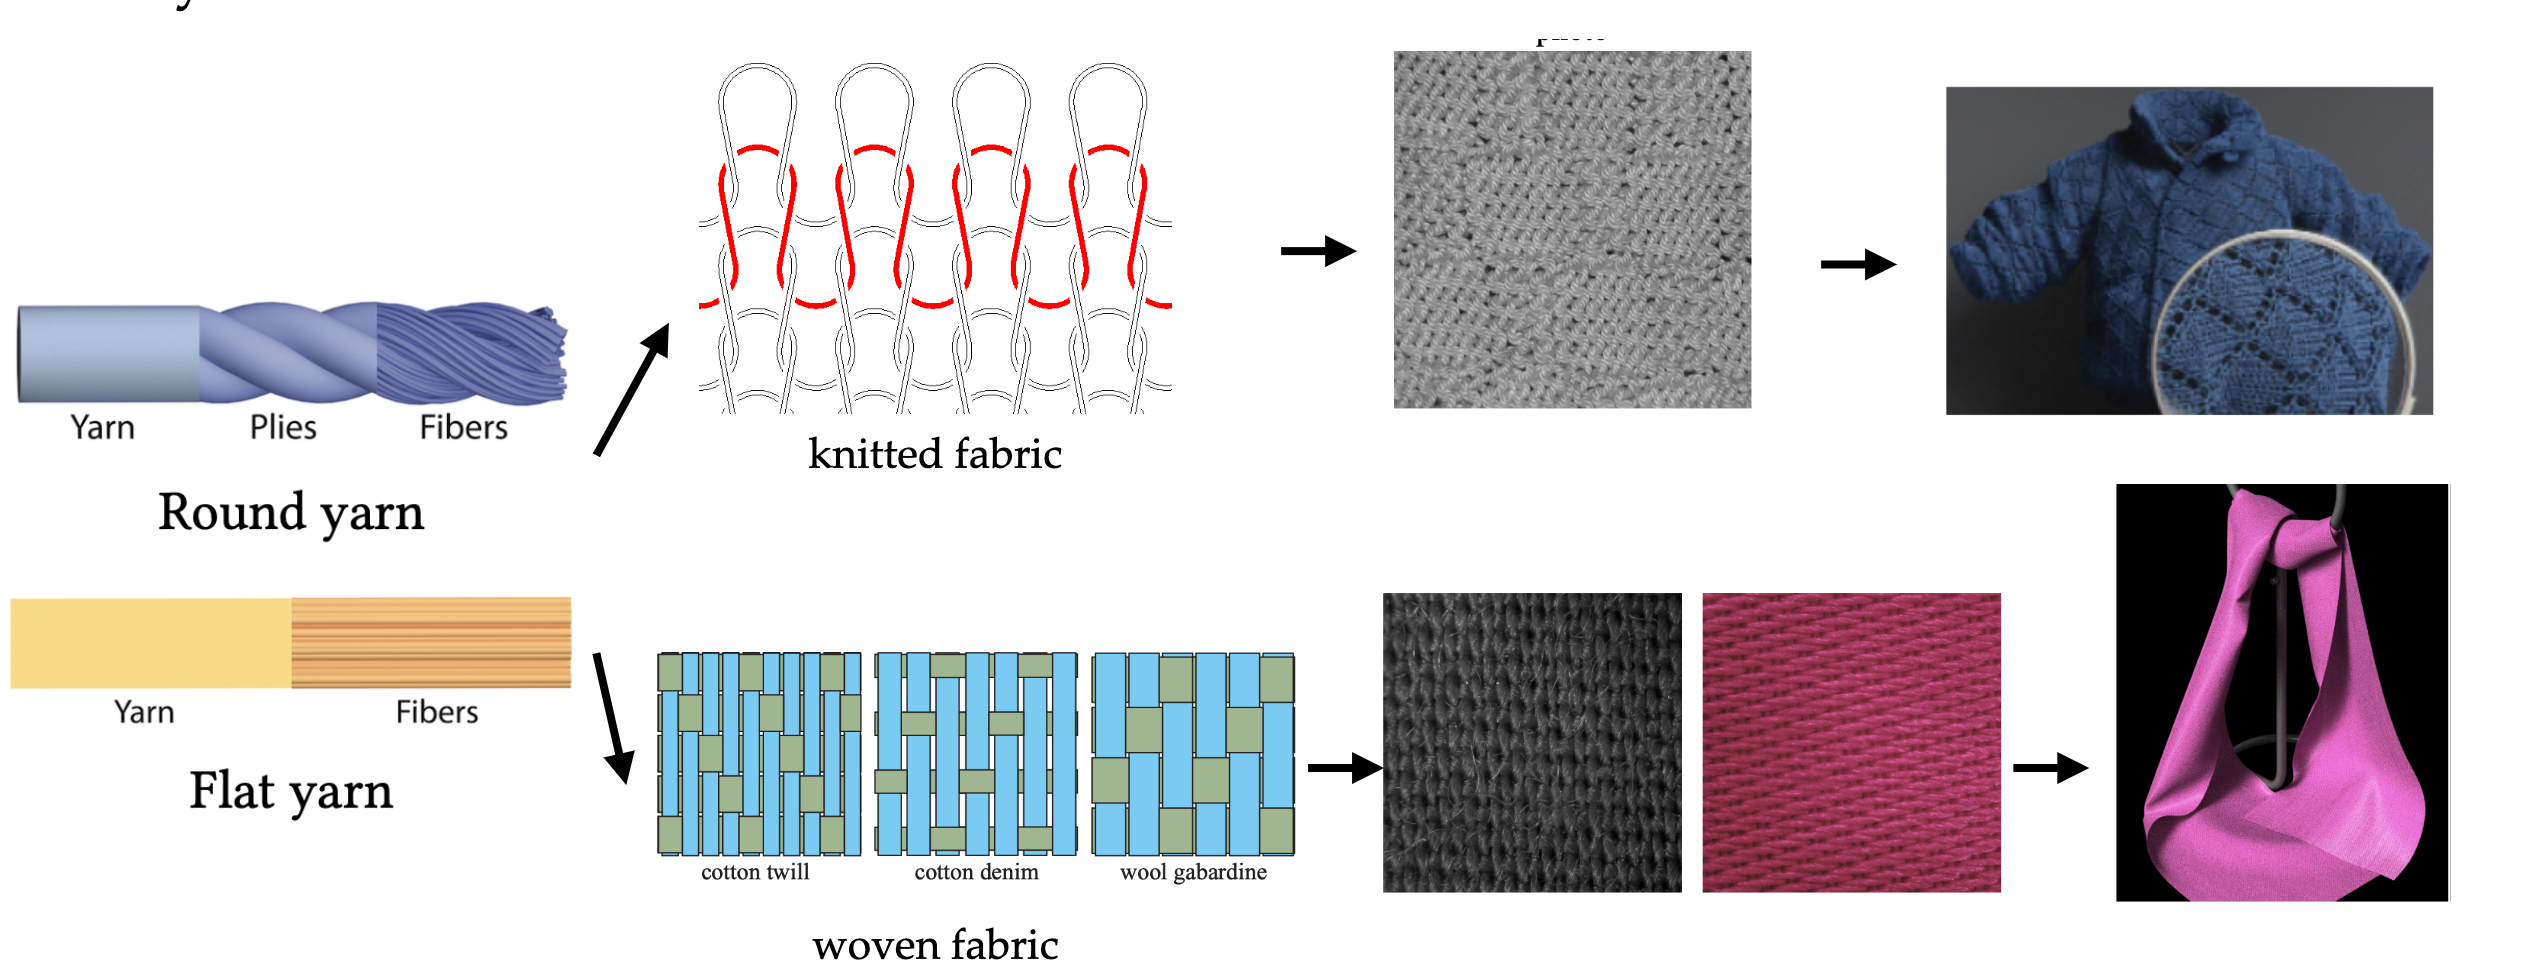 Yarn Plies Fibers
Round yarn
knitted fabric
Yarn Fibers
Flat yarn
cotton twill
cotton denim
wool gabardine
woven fabric